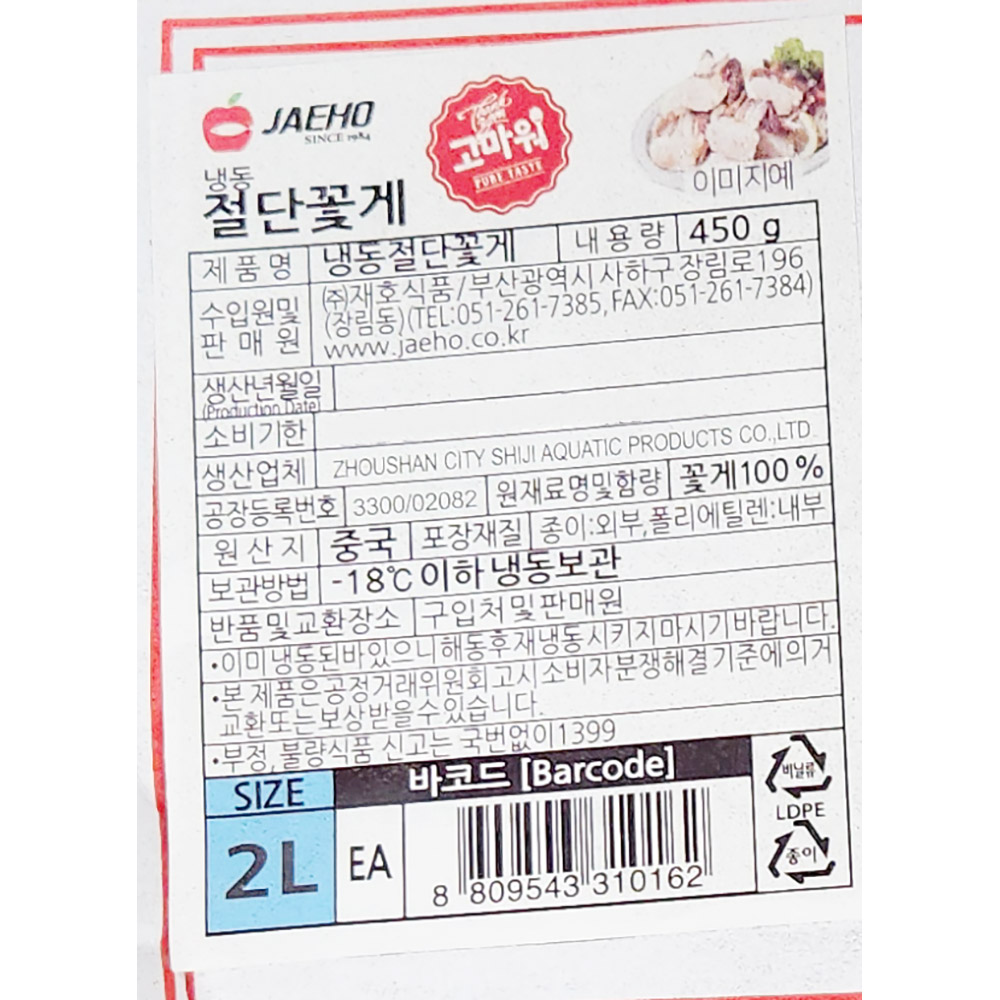 JAEHO
SINCE 1984
Thank you
고마워
PURE TASTE
이미지예
냉동
절단꽃게
제품명 냉동절단꽃게 내용량 450 g
수입원및 판매원 (주)재호식품/부산광역시 사하구 장림로196
(장림동)(TEL:051-261-7385, FAX:051-261-7384)
www.jaeho.co.kr
생산년월일
(Production Date)
소비기한
생산업체 ZHOUSHAN CITY SHIJI AQUATIC PRODUCTS CO.,LTD.
공장등록번호 3300/02082 원재료명및함량 꽃게100%
원산지 중국 포장재질 종이:외부,폴리에틸렌:내부
보관방법 -18℃이하 냉동보관
반품및교환장소 구입처 및 판매원
•이미 냉동된바있으니 해동후 재냉동시키지마시기바랍니다.
•본 제품은 공정거래위원회 고시 소비자 분쟁해결기준에의거
교환또는보상받을수있습니다.
•부정,불량식품 신고는 국번없이1399
SIZE 바코드 [Barcode]
2L EA
8 809543 310162
비닐류
LDPE
종이